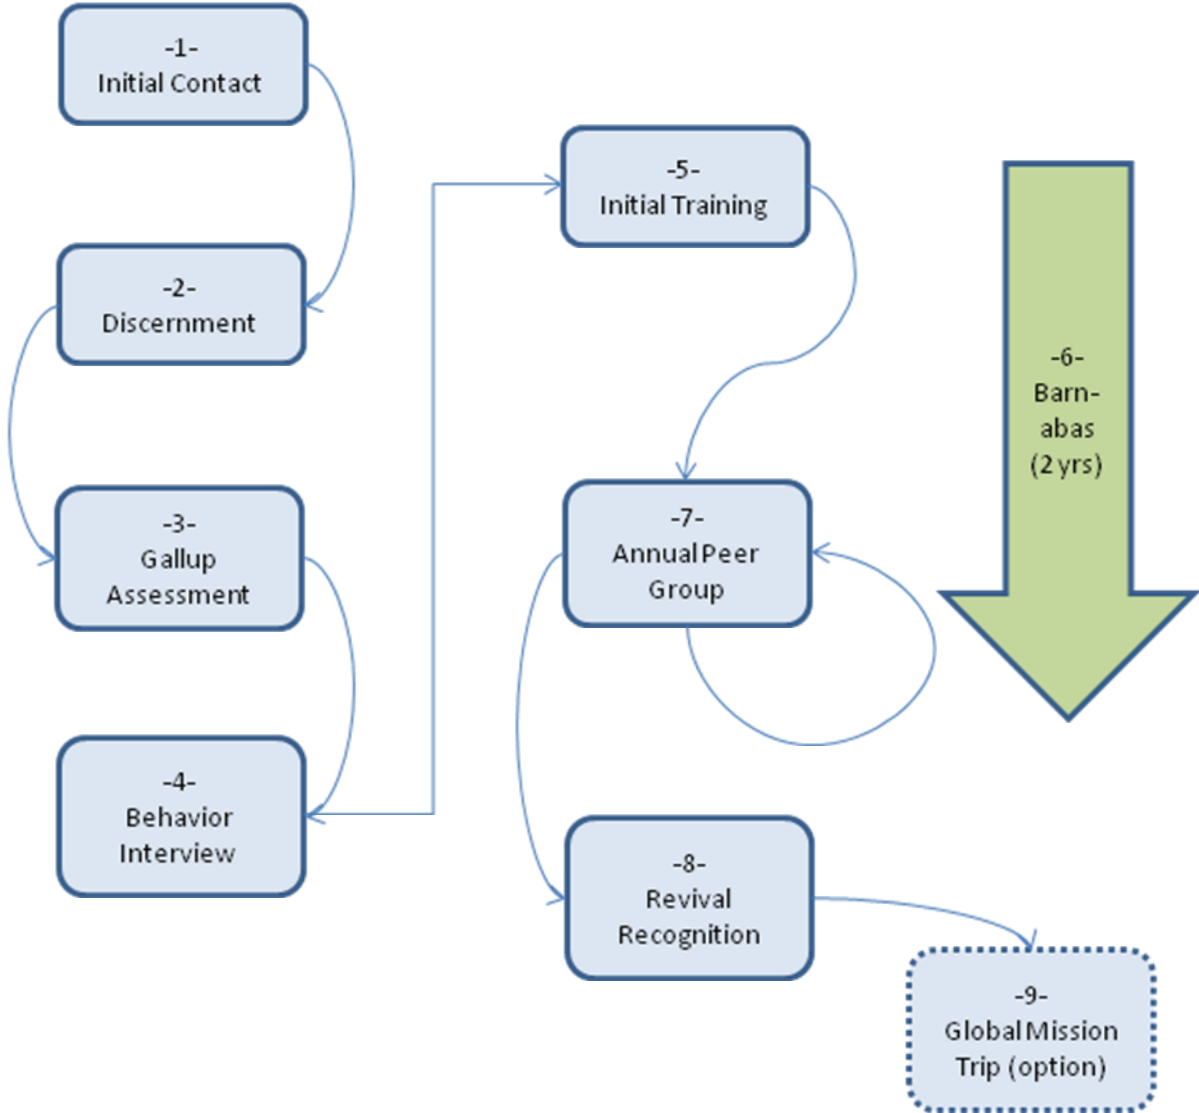 -1-
Initial Contact
-2-
Discernment
-3-
Gallup
Assessment
-4-
Behavior
Interview
-5-
Initial Training
-6-
Barn-
abas
(2 yrs)
-7-
Annual Peer
Group
-8-
Revival
Recognition
-9-
Global Mission
Trip (option)